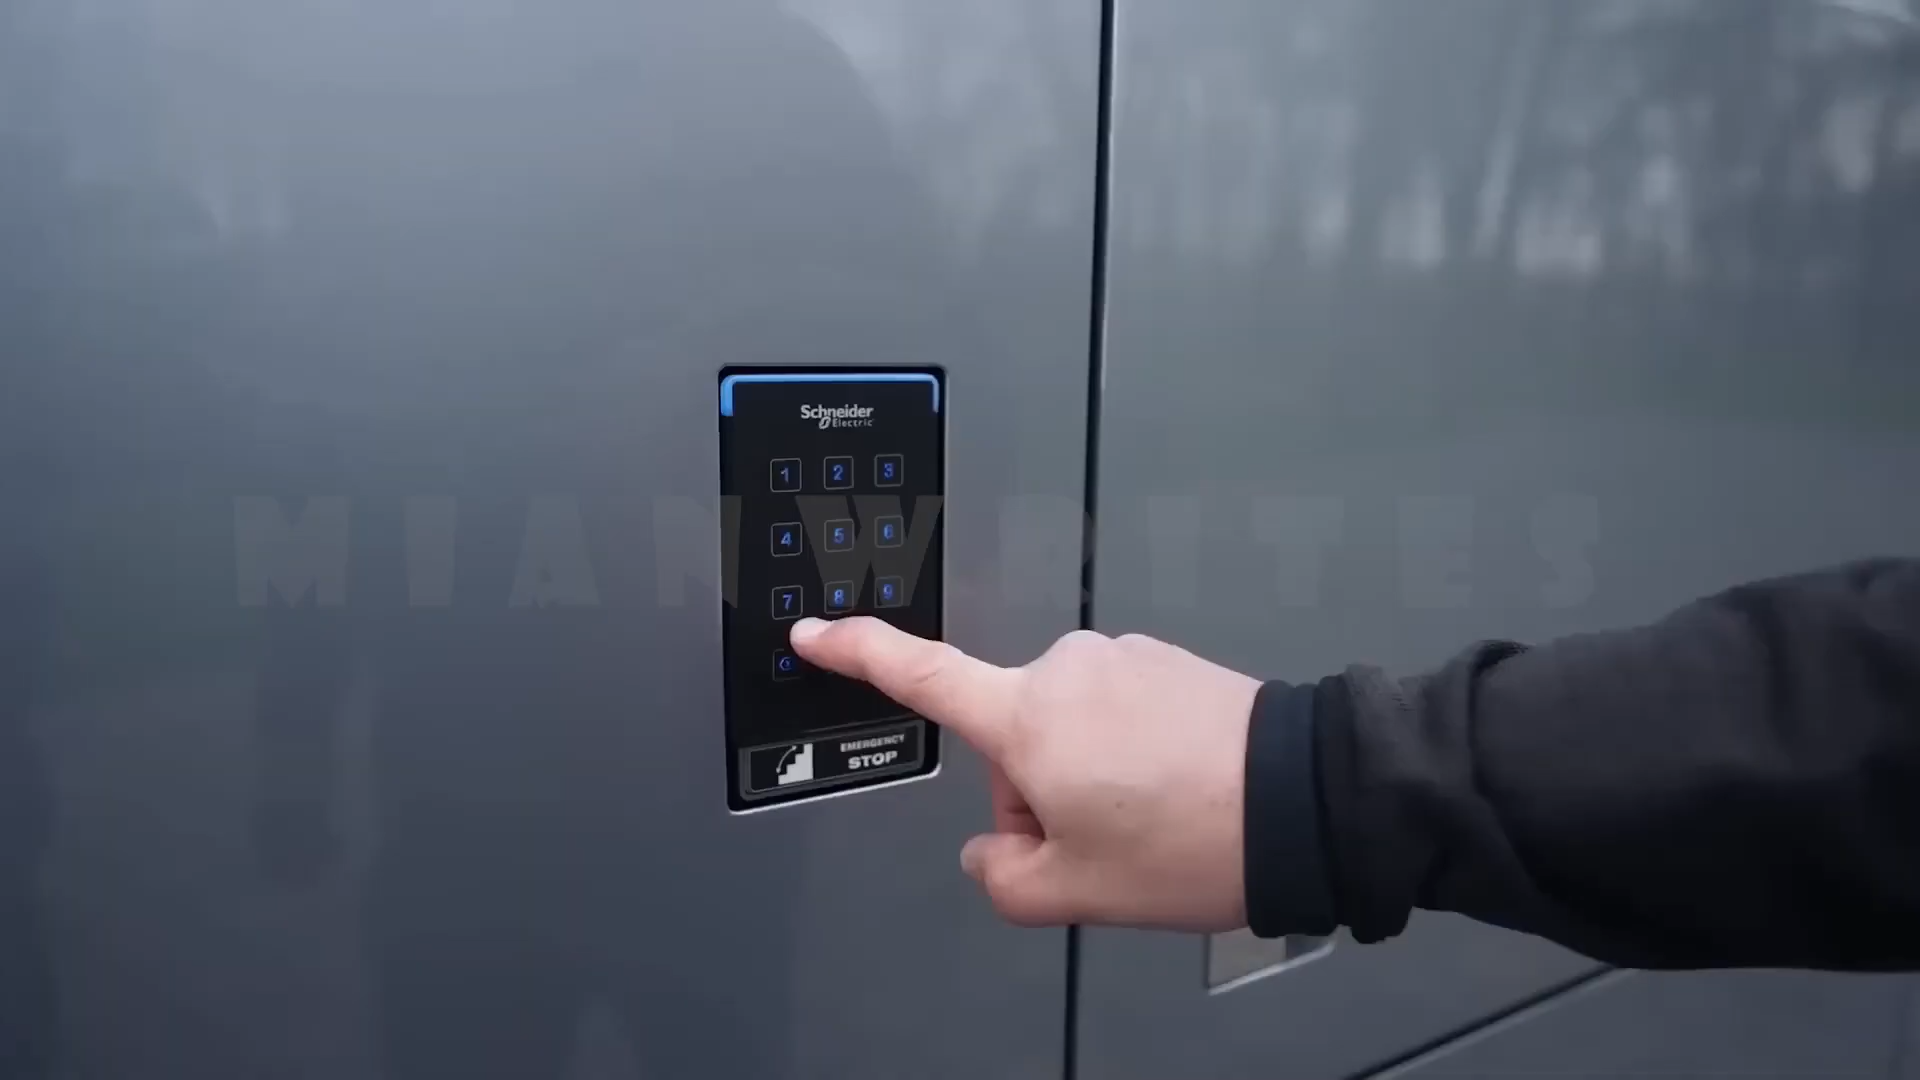 Schneider
Electric
1 2 3
4 5 6
7 8 9
MIANWRITES
EMERGENCY
STOP